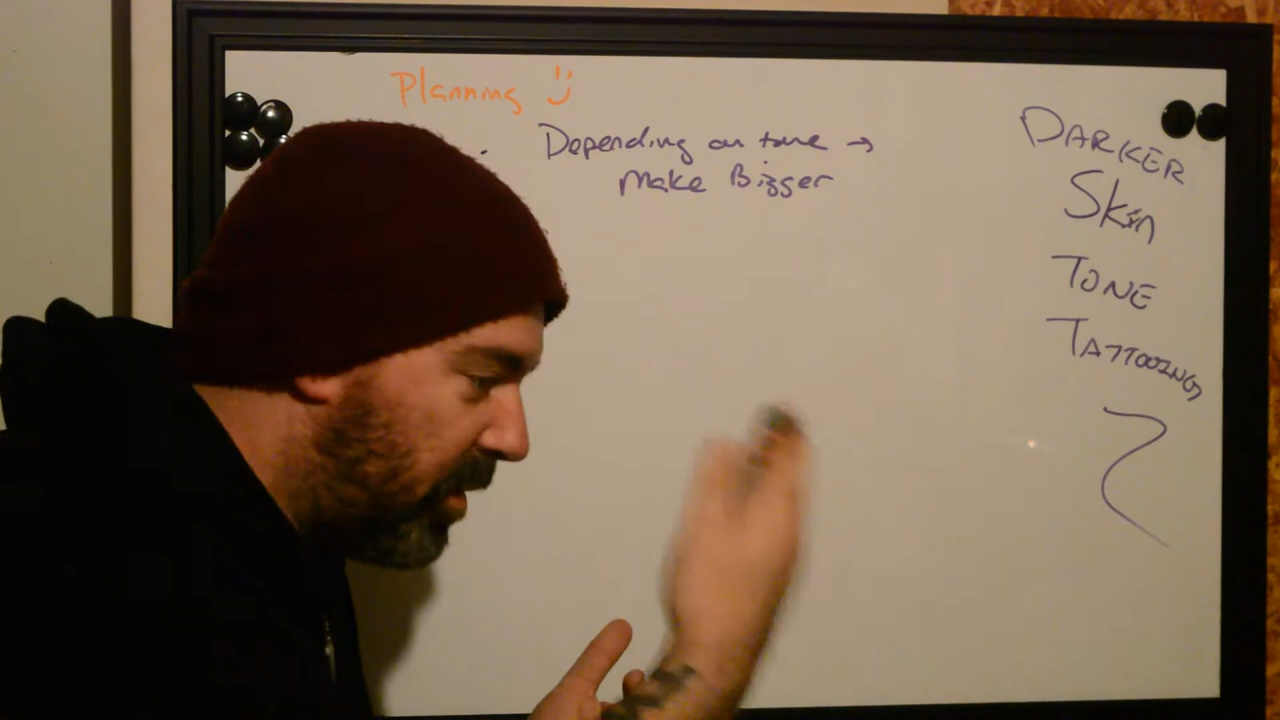 Planning :)
Depending on tone →
Make Bigger
DARKER
Skin
TONE
TATTOOING